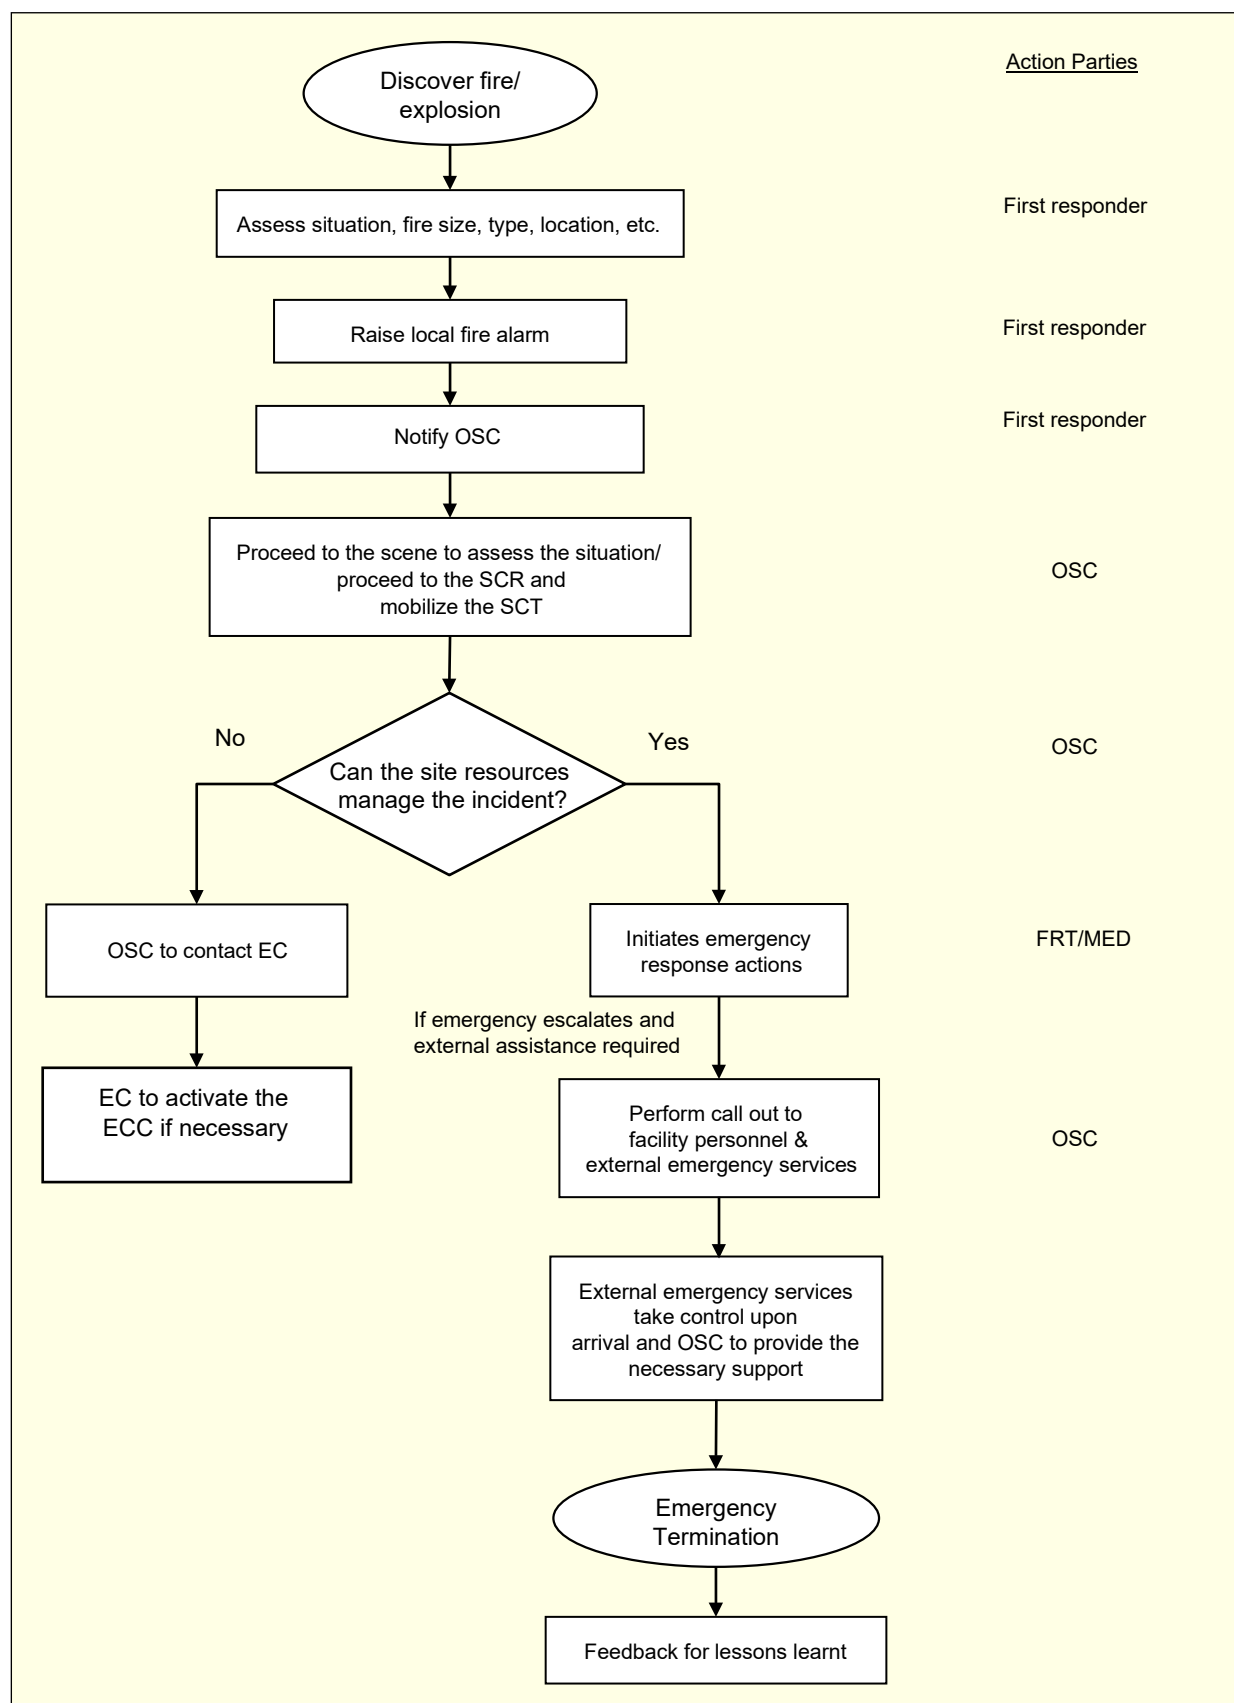 Action Parties
Discover fire/
explosion
Assess situation, fire size, type, location, etc.
First responder
Raise local fire alarm
First responder
Notify OSC
First responder
Proceed to the scene to assess the situation/
proceed to the SCR and
mobilize the SCT
OSC
No
Yes
OSC
Can the site resources
manage the incident?
OSC to contact EC
Initiates emergency
response actions
FRT/MED
If emergency escalates and
external assistance required
EC to activate the
ECC if necessary
Perform call out to
facility personnel &
external emergency services
OSC
External emergency services
take control upon
arrival and OSC to provide the
necessary support
Emergency
Termination
Feedback for lessons learnt